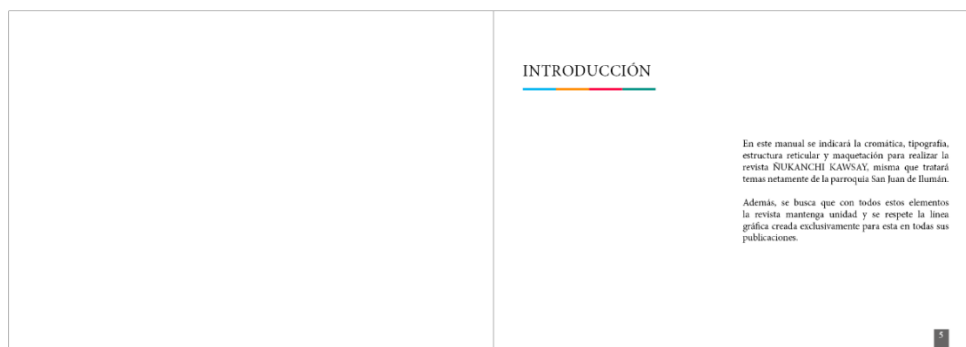 INTRODUCCIÓN
En este manual se indicará la cromática, tipografía,
estructura reticular y maquetación para realizar la
revista ÑUKANCHI KAWSAY, misma que tratará
temas netamente de la parroquia San Juan de Ilumán.
Además, se busca que con todos estos elementos
la revista mantenga unidad y se respete la línea
gráfica creada exclusivamente para esta en todas sus
publicaciones.
5